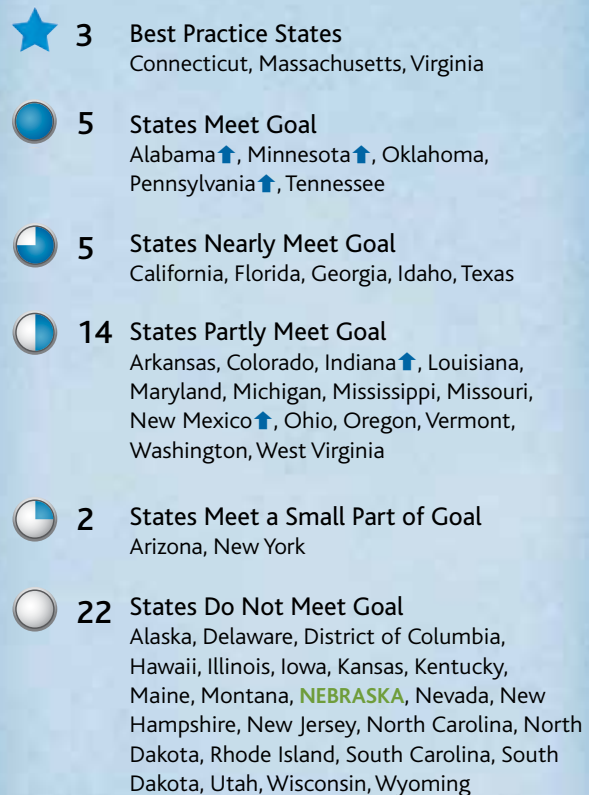 3 Best Practice States
Connecticut, Massachusetts, Virginia
5 States Meet Goal
Alabama⬆, Minnesota⬆, Oklahoma,
Pennsylvania⬆, Tennessee
5 States Nearly Meet Goal
California, Florida, Georgia, Idaho, Texas
14 States Partly Meet Goal
Arkansas, Colorado, Indiana⬆, Louisiana,
Maryland, Michigan, Mississippi, Missouri,
New Mexico⬆, Ohio, Oregon, Vermont,
Washington, West Virginia
2 States Meet a Small Part of Goal
Arizona, New York
22 States Do Not Meet Goal
Alaska, Delaware, District of Columbia,
Hawaii, Illinois, Iowa, Kansas, Kentucky,
Maine, Montana, NEBRASKA, Nevada, New
Hampshire, New Jersey, North Carolina, North
Dakota, Rhode Island, South Carolina, South
Dakota, Utah, Wisconsin, Wyoming